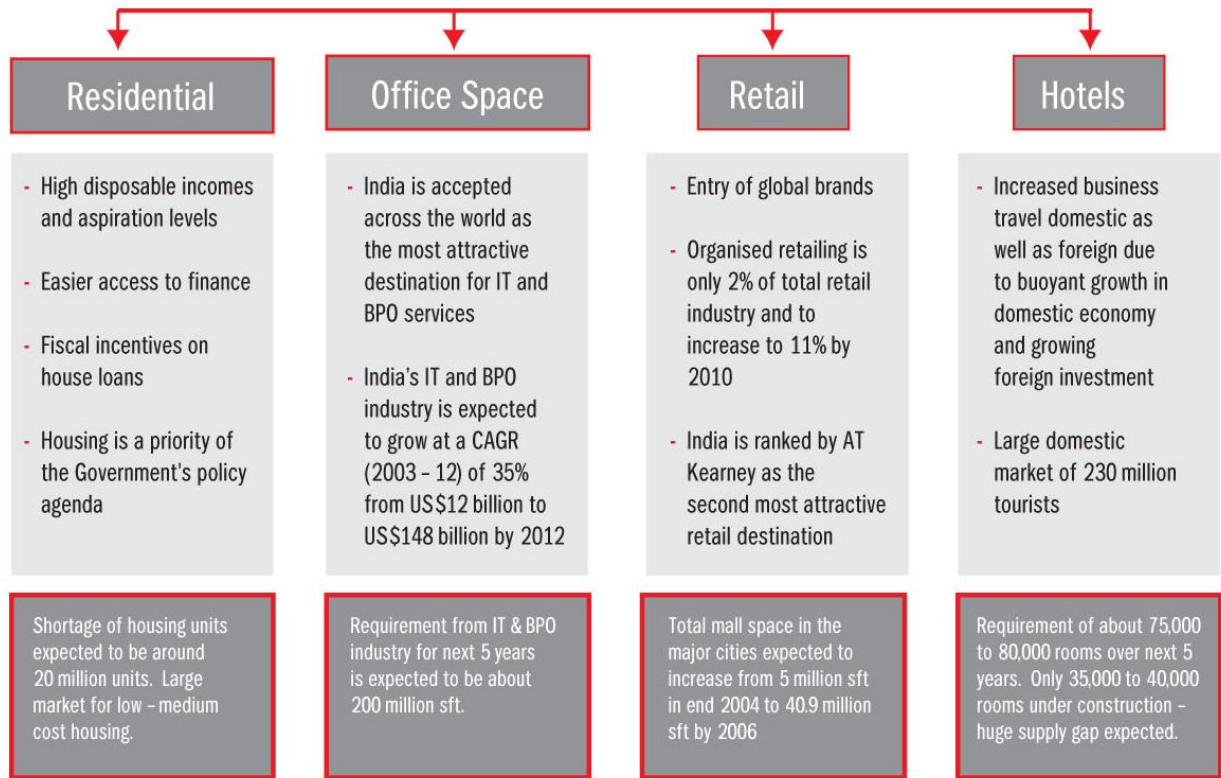 Residential
Office Space
Retail
Hotels
- High disposable incomes
and aspiration levels
- Easier access to finance
- Fiscal incentives on
house loans
- Housing is a priority of
the Government's policy
agenda
- India is accepted
across the world as
the most attractive
destination for IT and
BPO services
- India's IT and BPO
industry is expected
to grow at a CAGR
(2003 – 12) of 35%
from US$12 billion to
US$148 billion by 2012
- Entry of global brands
- Organised retailing is
only 2% of total retail
industry and to
increase to 11% by
2010
- India is ranked by AT
Kearney as the
second most attractive
retail destination
- Increased business
travel domestic as
well as foreign due
to buoyant growth in
domestic economy
and growing
foreign investment
- Large domestic
market of 230 million
tourists
Shortage of housing units
expected to be around
20 million units. Large
market for low – medium
cost housing.
Requirement from IT & BPO
industry for next 5 years
is expected to be about
200 million sft.
Total mall space in the
major cities expected to
increase from 5 million sft
in end 2004 to 40.9 million
sft by 2006
Requirement of about 75,000
to 80,000 rooms over next 5
years. Only 35,000 to 40,000
rooms under construction –
huge supply gap expected.